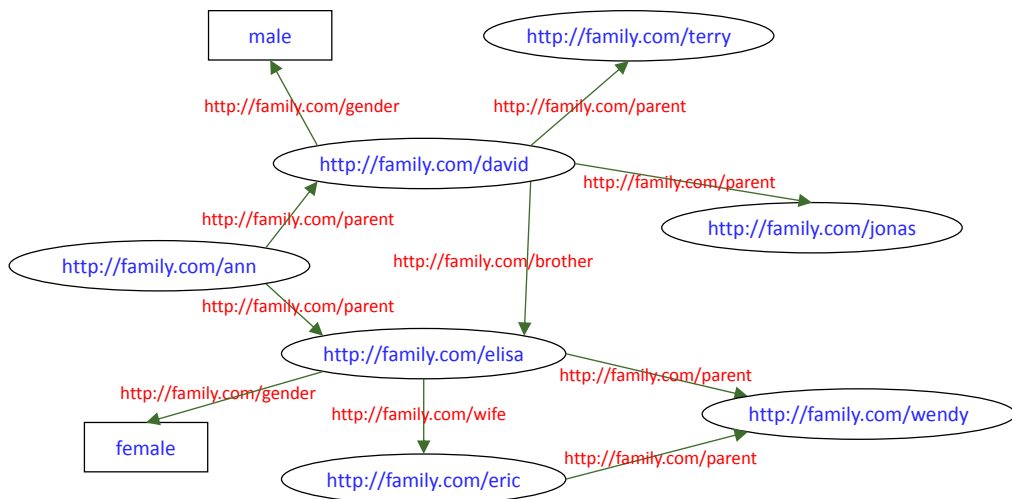 male
http://family.com/terry
http://family.com/gender
http://family.com/parent
http://family.com/david
http://family.com/parent
http://family.com/parent
http://family.com/jonas
http://family.com/ann
http://family.com/brother
http://family.com/parent
http://family.com/elisa
http://family.com/parent
http://family.com/gender
http://family.com/wife
http://family.com/wendy
female
http://family.com/parent
http://family.com/eric